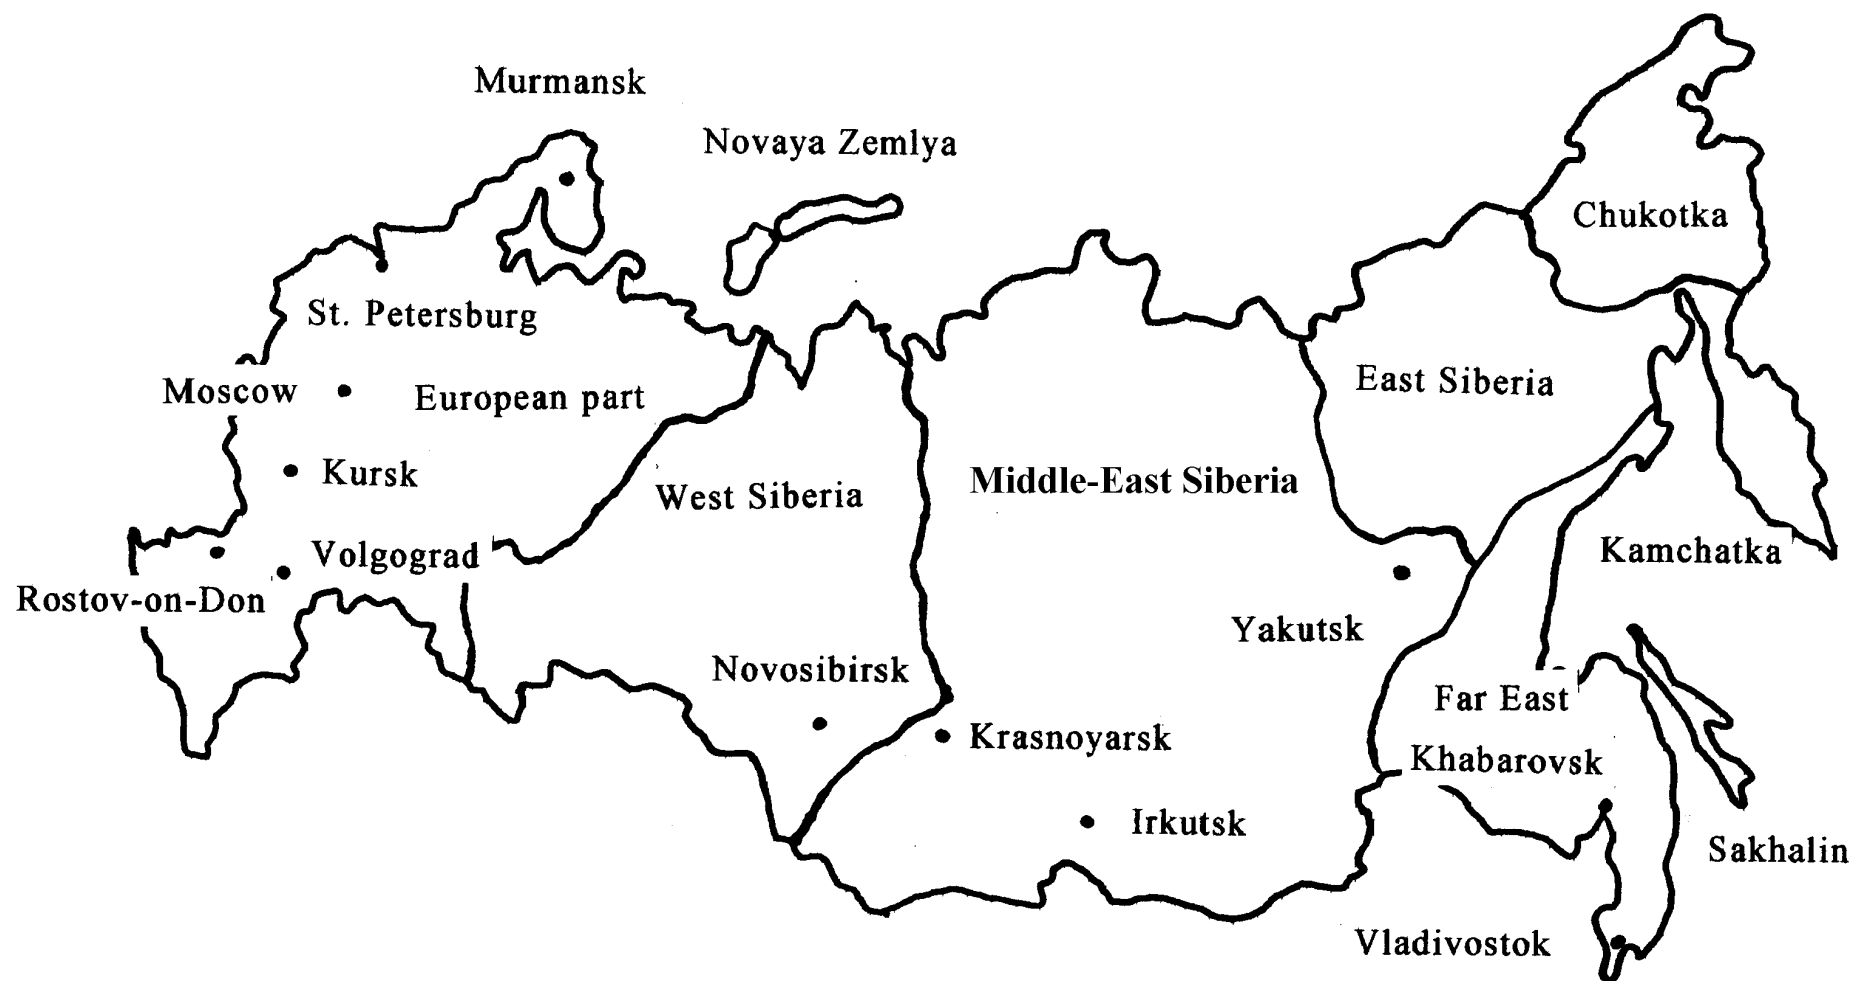 Murmansk
Novaya Zemlya
Chukotka
St. Petersburg
East Siberia
Moscow
European part
Kursk
Middle-East Siberia
West Siberia
Volgograd
Kamchatka
Rostov-on-Don
Yakutsk
Novosibirsk
Far East
Krasnoyarsk
Khabarovsk
Irkutsk
Sakhalin
Vladivostok